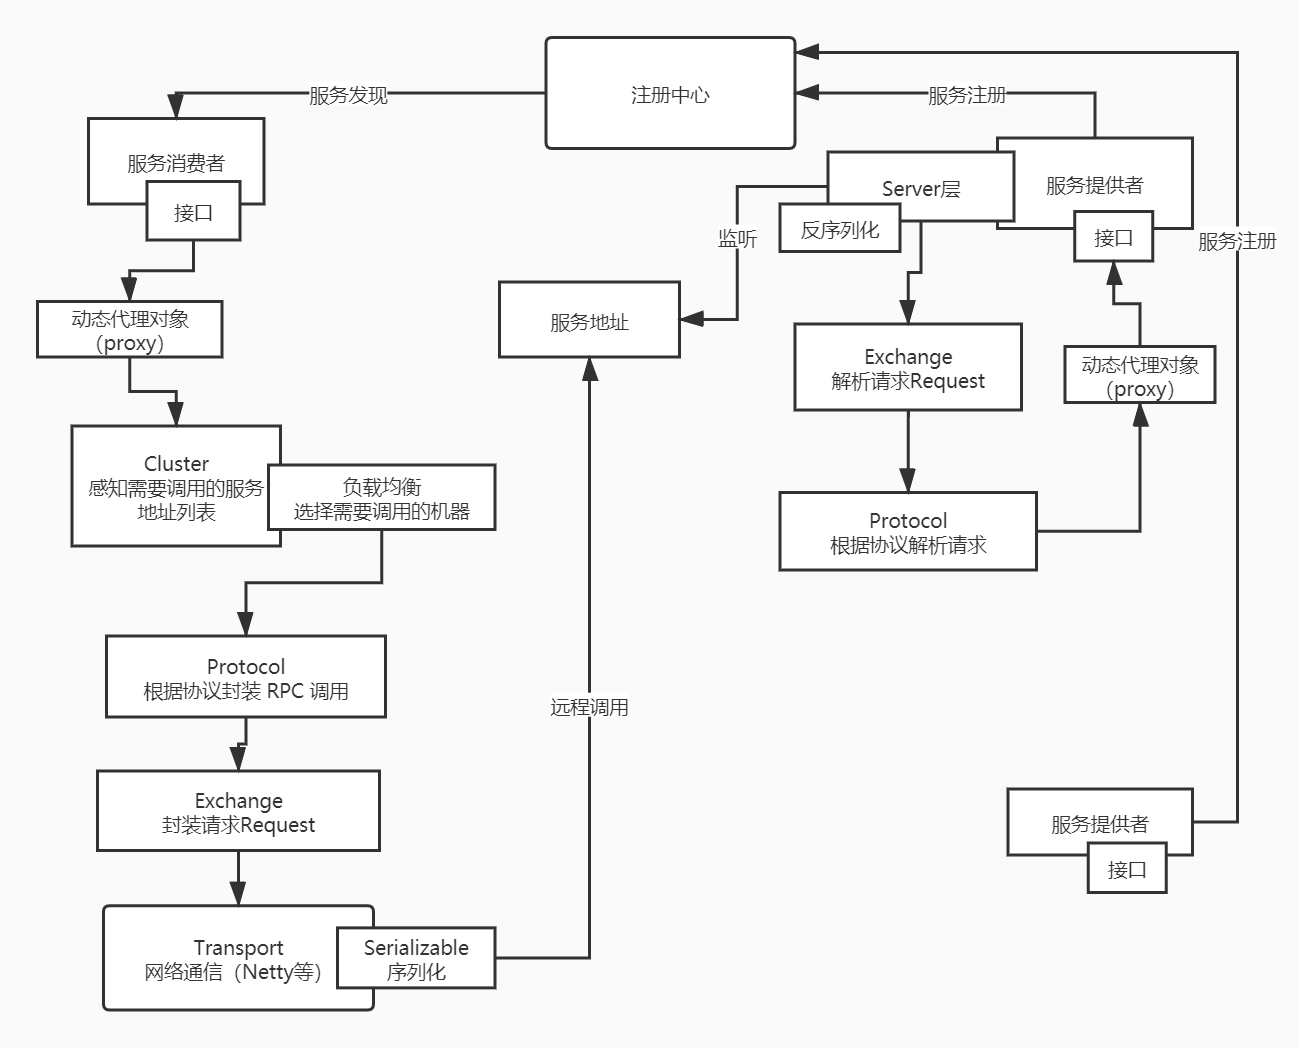 注册中心
服务发现
服务注册
服务消费者
接口
Server层
服务提供者
反序列化
接口
监听
服务注册
动态代理对象
（proxy）
服务地址
Exchange
解析请求Request
动态代理对象
（proxy）
Cluster
感知需要调用的服务
地址列表
负载均衡
选择需要调用的机器
Protocol
根据协议解析请求
Protocol
根据协议封装 RPC 调用
远程调用
Exchange
封装请求Request
服务提供者
接口
Transport
网络通信（Netty等）
Serializable
序列化